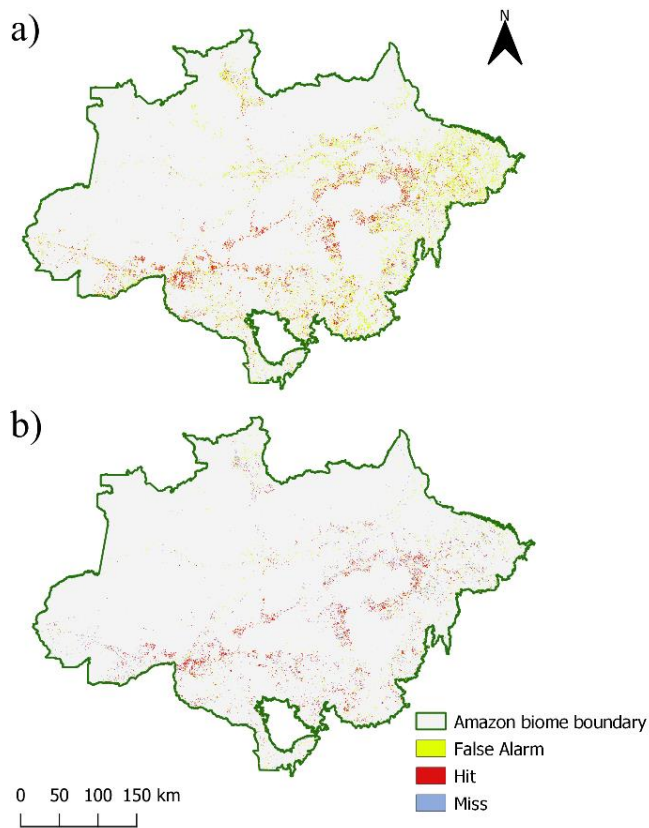 a)
N
b)
Amazon biome boundary
False Alarm
Hit
Miss
0 50 100 150 km